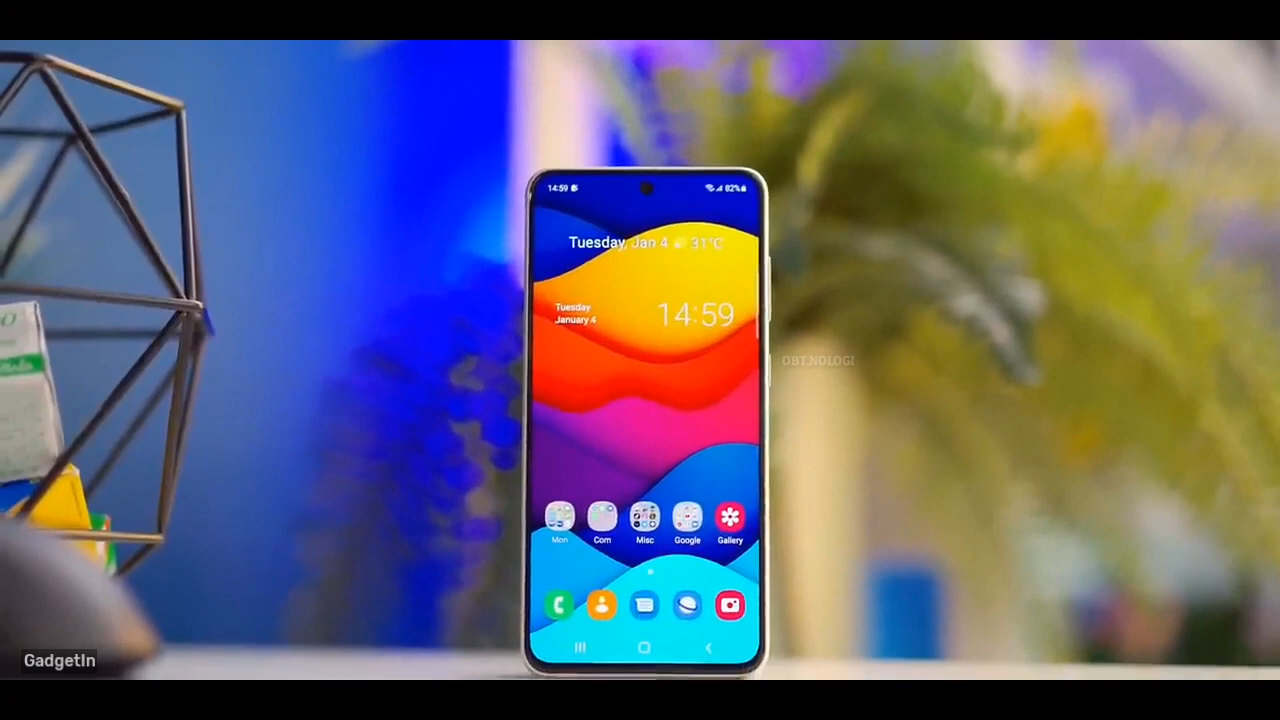 14:59
82%
Tuesday, Jan 4 31°C
Tuesday
January 4
14:59
OBT.NOLOGI
Mon
Com
Misc
Google
Gallery
GadgetIn